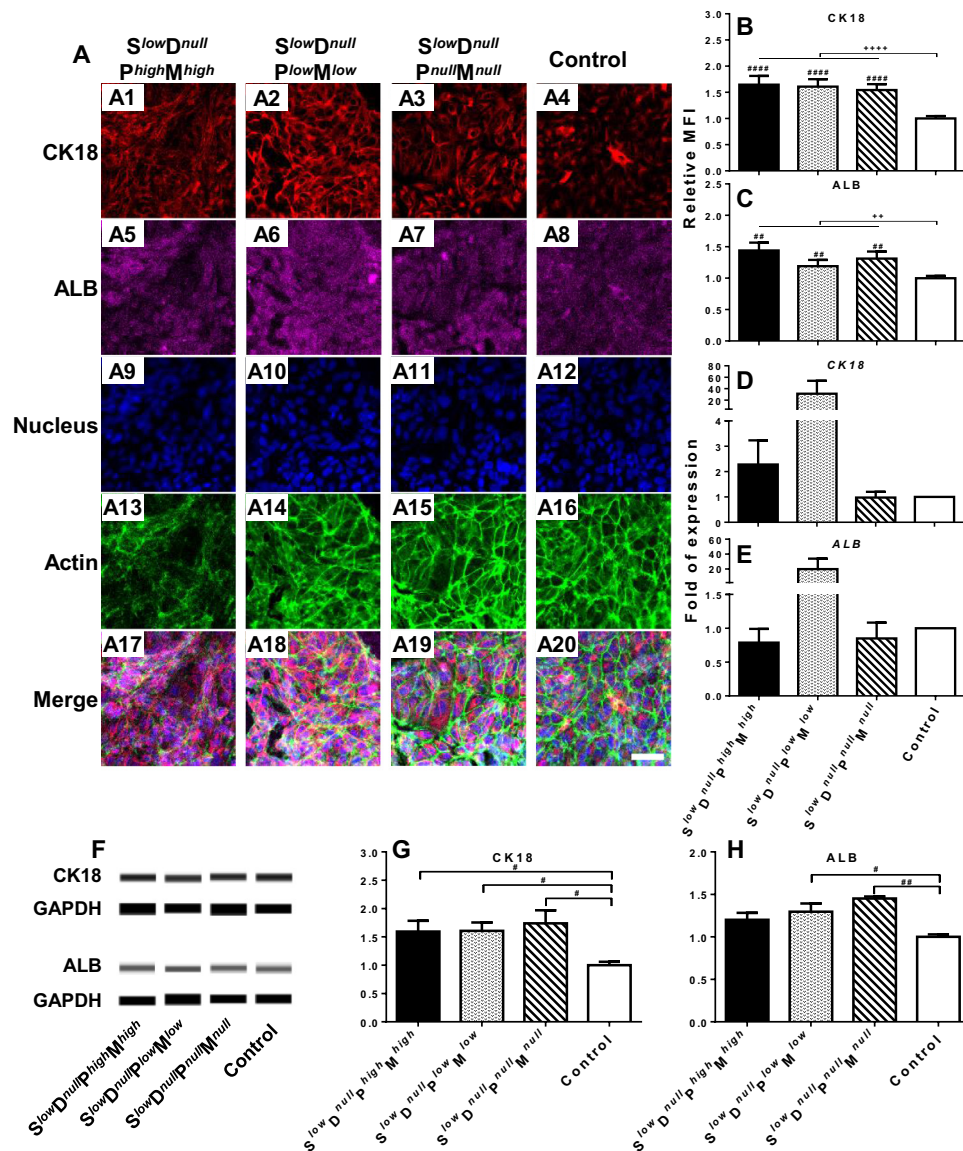 A
S^low D^null
P^high M^high
S^low D^null
P^low M^low
S^low D^null
P^null M^null
Control
CK18
A1
A2
A3
A4
ALB
A5
A6
A7
A8
Nucleus
A9
A10
A11
A12
Actin
A13
A14
A15
A16
Merge
A17
A18
A19
A20
B
CK18
Reletive MFI
3.0
2.5
2.0
1.5
1.0
0.5
0.0
++++
####
####
####
C
ALB
2.5
2.0
1.5
1.0
0.5
0.0
++
##
##
##
D
CK18
Fold of expression
80
60
40
20
4
3
2
1
0
E
ALB
60
40
20
1.5
1.0
0.5
0.0
S^low D^null P^high M^high
S^low D^null P^low M^low
S^low D^null P^null M^null
Control
F
CK18
GAPDH
ALB
GAPDH
S^low D^null P^high M^high
S^low D^null P^low M^low
S^low D^null P^null M^null
Control
G
CK18
3.0
2.5
2.0
1.5
1.0
0.5
0.0
#
#
#
S^low D^null P^high M^high
S^low D^null P^low M^low
S^low D^null P^null M^null
Control
H
ALB
2.0
1.5
1.0
0.5
0.0
#
##
S^low D^null P^high M^high
S^low D^null P^low M^low
S^low D^null P^null M^null
Control